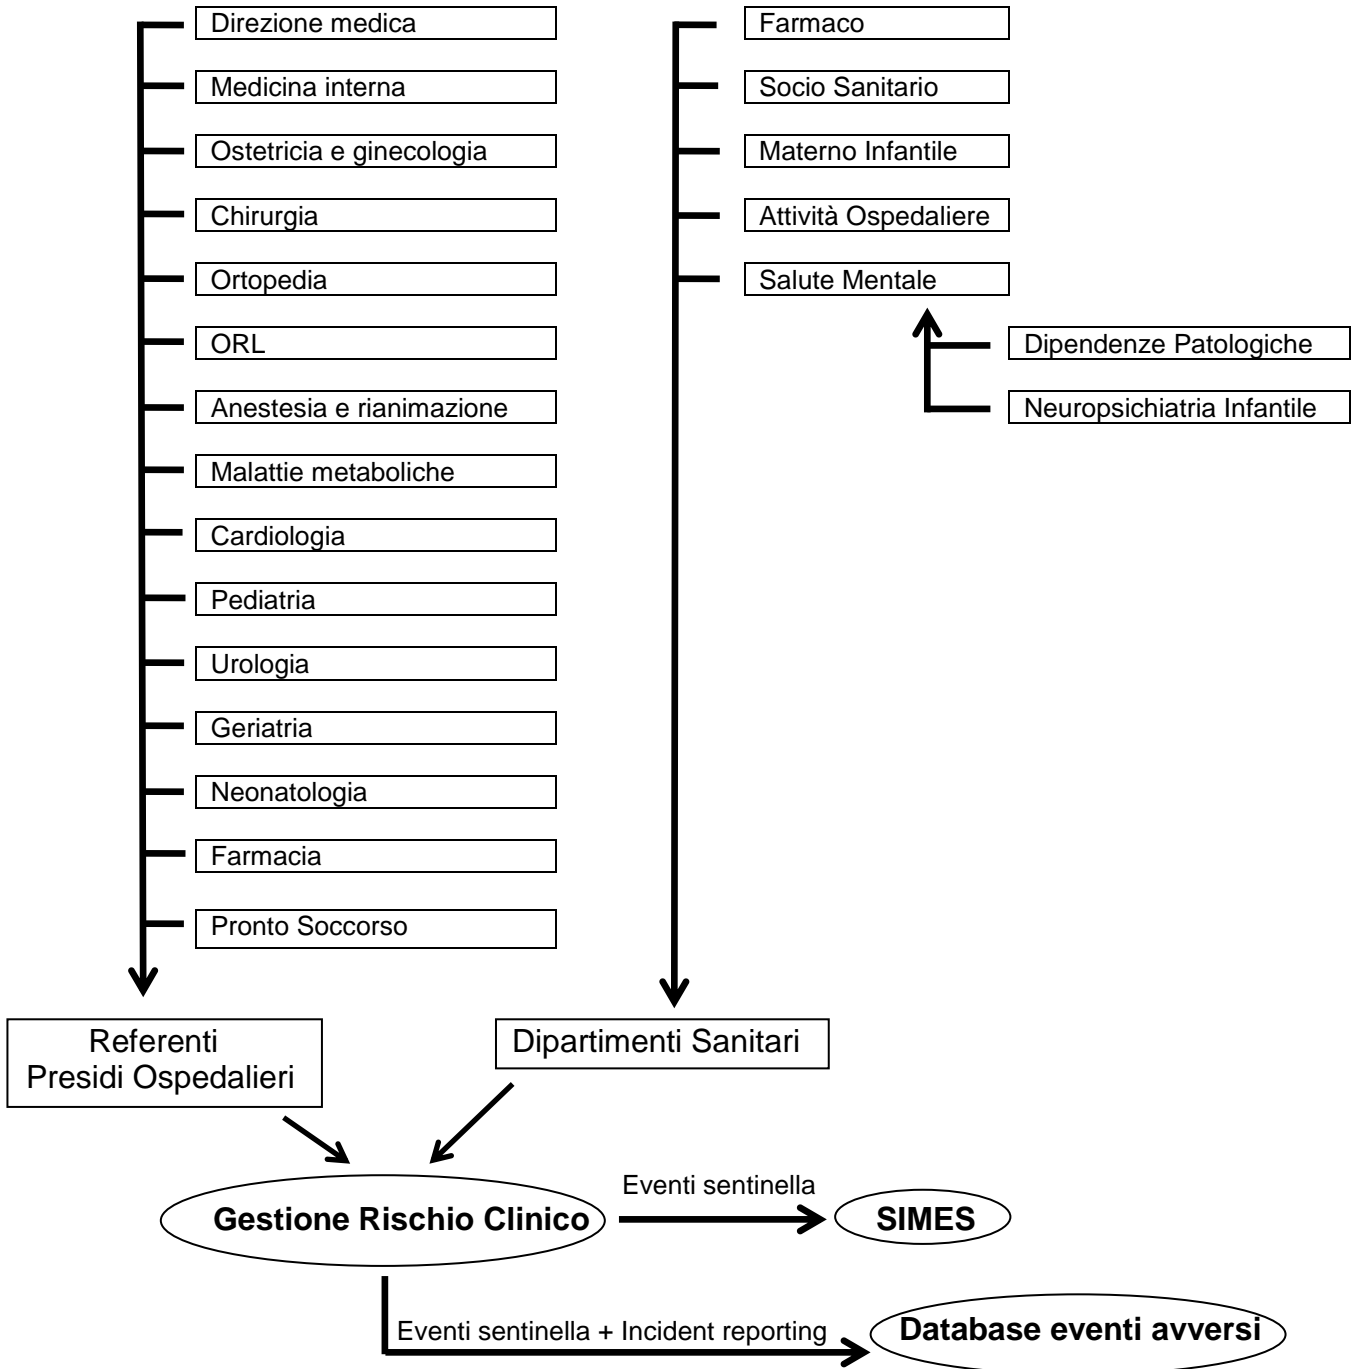 Direzione medica
Medicina interna
Ostetricia e ginecologia
Chirurgia
Ortopedia
ORL
Anestesia e rianimazione
Malattie metaboliche
Cardiologia
Pediatria
Urologia
Geriatria
Neonatologia
Farmacia
Pronto Soccorso
Farmaco
Socio Sanitario
Materno Infantile
Attività Ospedaliere
Salute Mentale
Dipendenze Patologiche
Neuropsichiatria Infantile
Referenti
Presidi Ospedalieri
Dipartimenti Sanitari
Gestione Rischio Clinico
Eventi sentinella
SIMES
Eventi sentinella + Incident reporting
Database eventi avversi